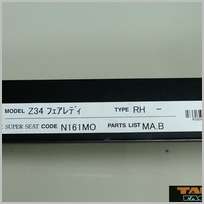 MODEL Z34 フェアレディ TYPE RH -
SUPER SEAT CODE N161MO PARTS LIST MA.B